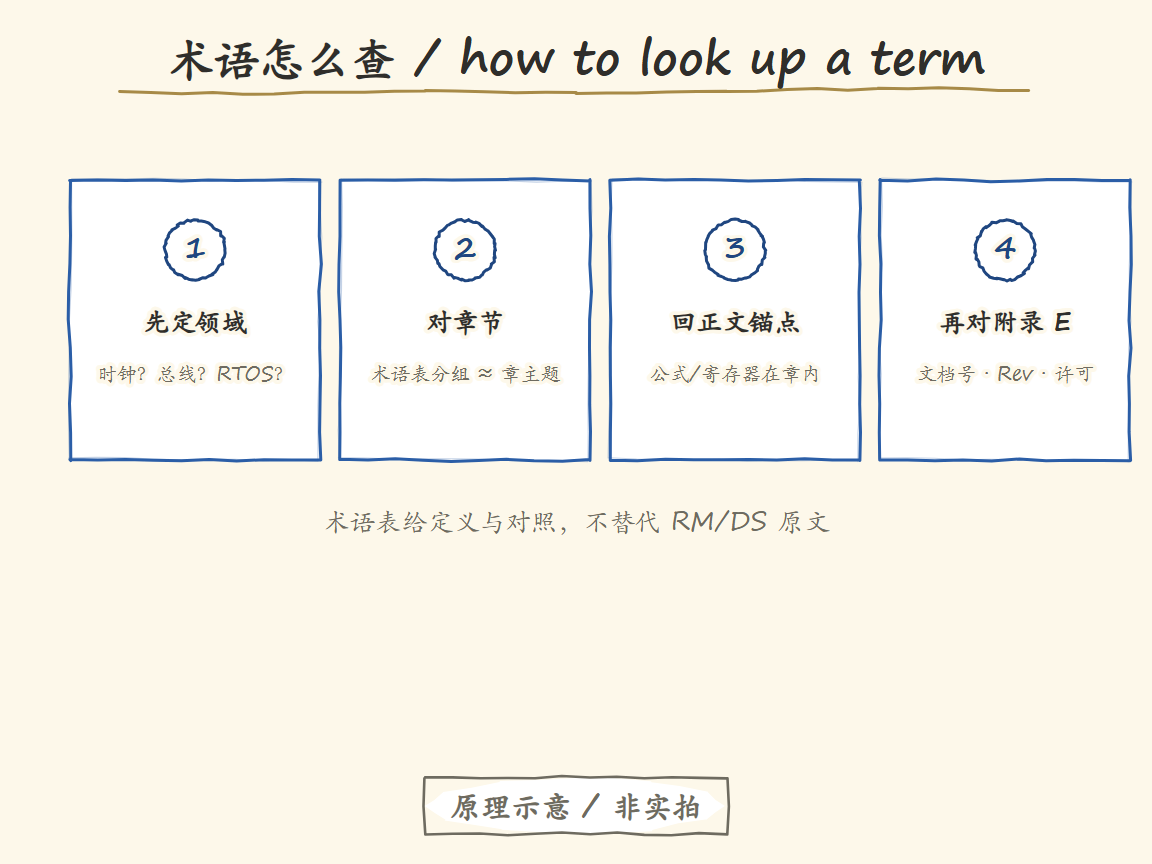 术语怎么查 / how to look up a term
1
先定领域
时钟？总线？RTOS？
2
对章节
术语表分组 ≈ 章主题
3
回正文锚点
公式/寄存器在章内
4
再对附录 E
文档号 · Rev · 许可
术语表给定义与对照，不替代 RM/DS 原文
原理示意 / 非实拍